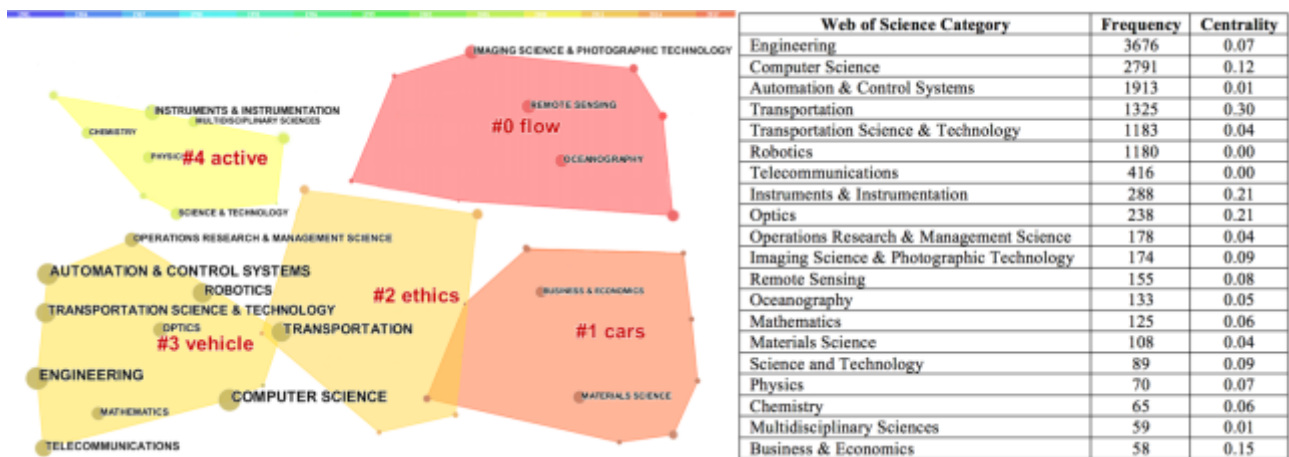 IMAGING SCIENCE & PHOTOGRAPHIC TECHNOLOGY
REMOTE SENSING
#0 flow
OCEANOGRAPHY
INSTRUMENTS & INSTRUMENTATION
MULTIDISCIPLINARY SCIENCES
CHEMISTRY
PHYSICS
#4 active
SCIENCE & TECHNOLOGY
OPERATIONS RESEARCH & MANAGEMENT SCIENCE
AUTOMATION & CONTROL SYSTEMS
ROBOTICS
#2 ethics
BUSINESS & ECONOMICS
TRANSPORTATION SCIENCE & TECHNOLOGY
OPTICS
TRANSPORTATION
#1 cars
#3 vehicle
ENGINEERING
COMPUTER SCIENCE
MATERIALS SCIENCE
MATHEMATICS
TELECOMMUNICATIONS
Web of Science Category Frequency Centrality
Engineering 3676 0.07
Computer Science 2791 0.12
Automation & Control Systems 1913 0.01
Transportation 1325 0.30
Transportation Science & Technology 1183 0.04
Robotics 1180 0.00
Telecommunications 416 0.00
Instruments & Instrumentation 288 0.21
Optics 238 0.21
Operations Research & Management Science 178 0.04
Imaging Science & Photographic Technology 174 0.09
Remote Sensing 155 0.08
Oceanography 133 0.05
Mathematics 125 0.06
Materials Science 108 0.04
Science and Technology 89 0.09
Physics 70 0.07
Chemistry 65 0.06
Multidisciplinary Sciences 59 0.01
Business & Economics 58 0.15